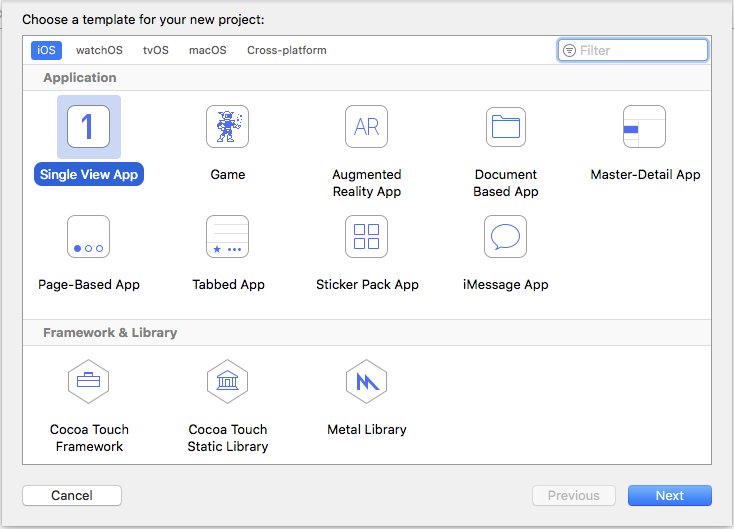 Choose a template for your new project:
iOS watchOS tvOS macOS Cross-platform Filter
Application
1 AR
Single View App Game Augmented Reality App Document Based App Master-Detail App
Page-Based App Tabbed App Sticker Pack App iMessage App
Framework & Library
Cocoa Touch Framework Cocoa Touch Static Library Metal Library
Cancel Previous Next